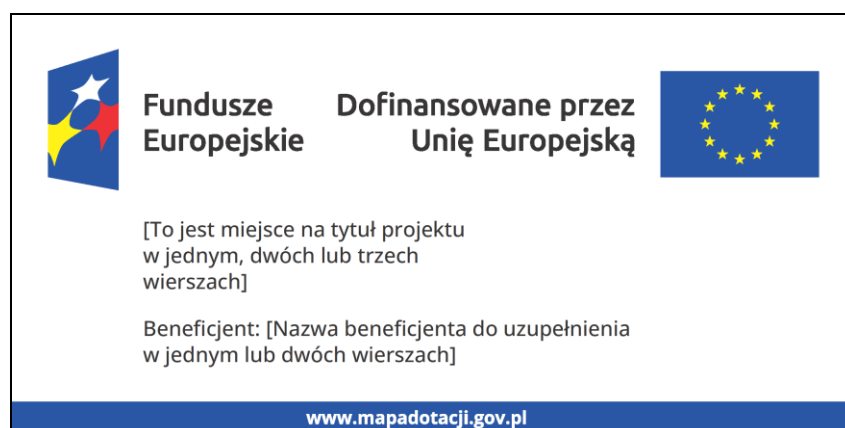 Fundusze
Europejskie
Dofinansowane przez
Unię Europejską
[To jest miejsce na tytuł projektu
w jednym, dwóch lub trzech
wierszach]
Beneficjent: [Nazwa beneficjenta do uzupełnienia
w jednym lub dwóch wierszach]
www.mapadotacji.gov.pl